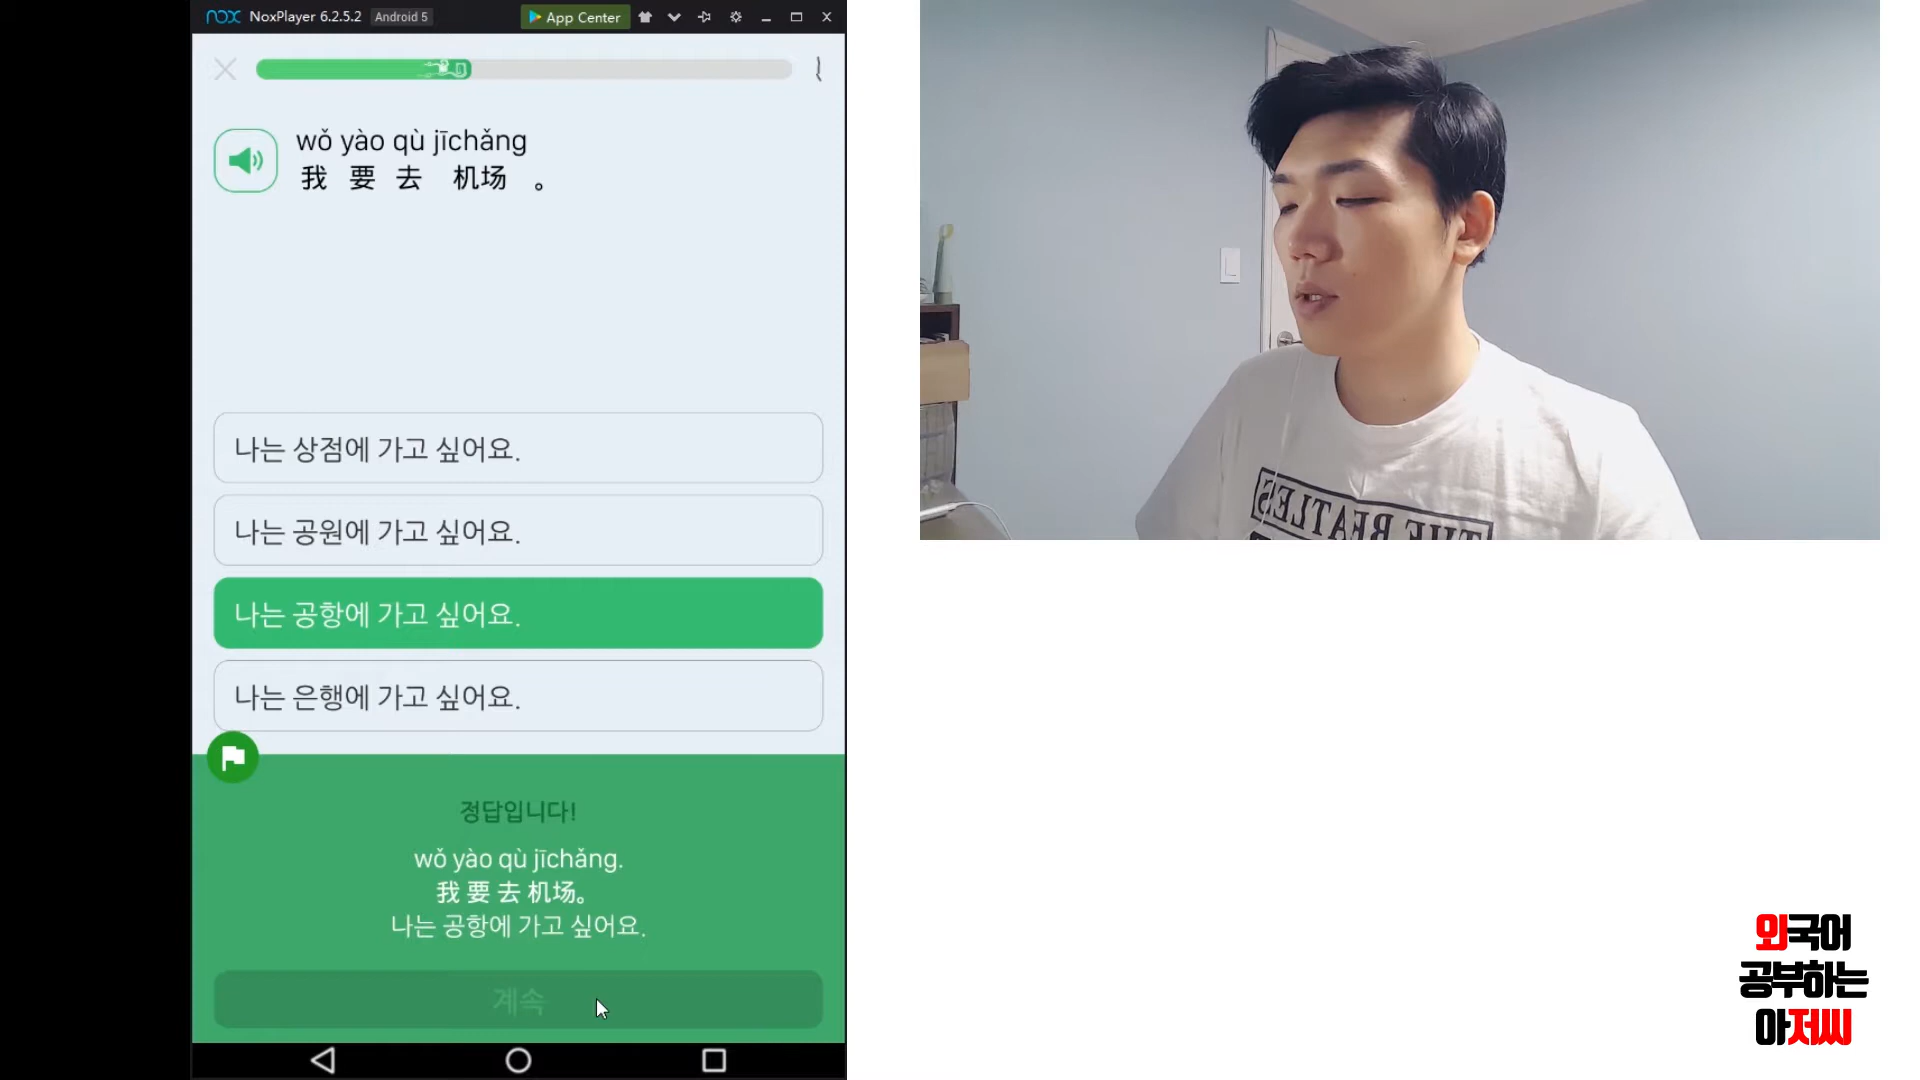 nox NoxPlayer 6.2.5.2 Android 5 App Center
wǒ yào qù jīchǎng
我 要 去 机场 。
나는 상점에 가고 싶어요.
나는 공원에 가고 싶어요.
나는 공항에 가고 싶어요.
나는 은행에 가고 싶어요.
정답입니다!
wǒ yào qù jīchǎng.
我 要 去 机场。
나는 공항에 가고 싶어요.
계속
THE BEATLES
외국어
공부하는
아저씨